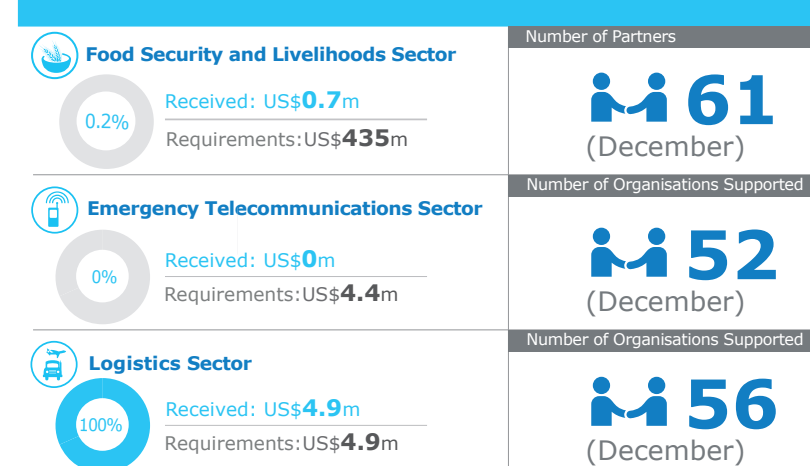 Food Security and Livelihoods Sector
0.2%
Received: US$0.7m
Requirements:US$435m
Number of Partners
61
(December)
Emergency Telecommunications Sector
0%
Received: US$0m
Requirements:US$4.4m
Number of Organisations Supported
52
(December)
Logistics Sector
100%
Received: US$4.9m
Requirements:US$4.9m
Number of Organisations Supported
56
(December)